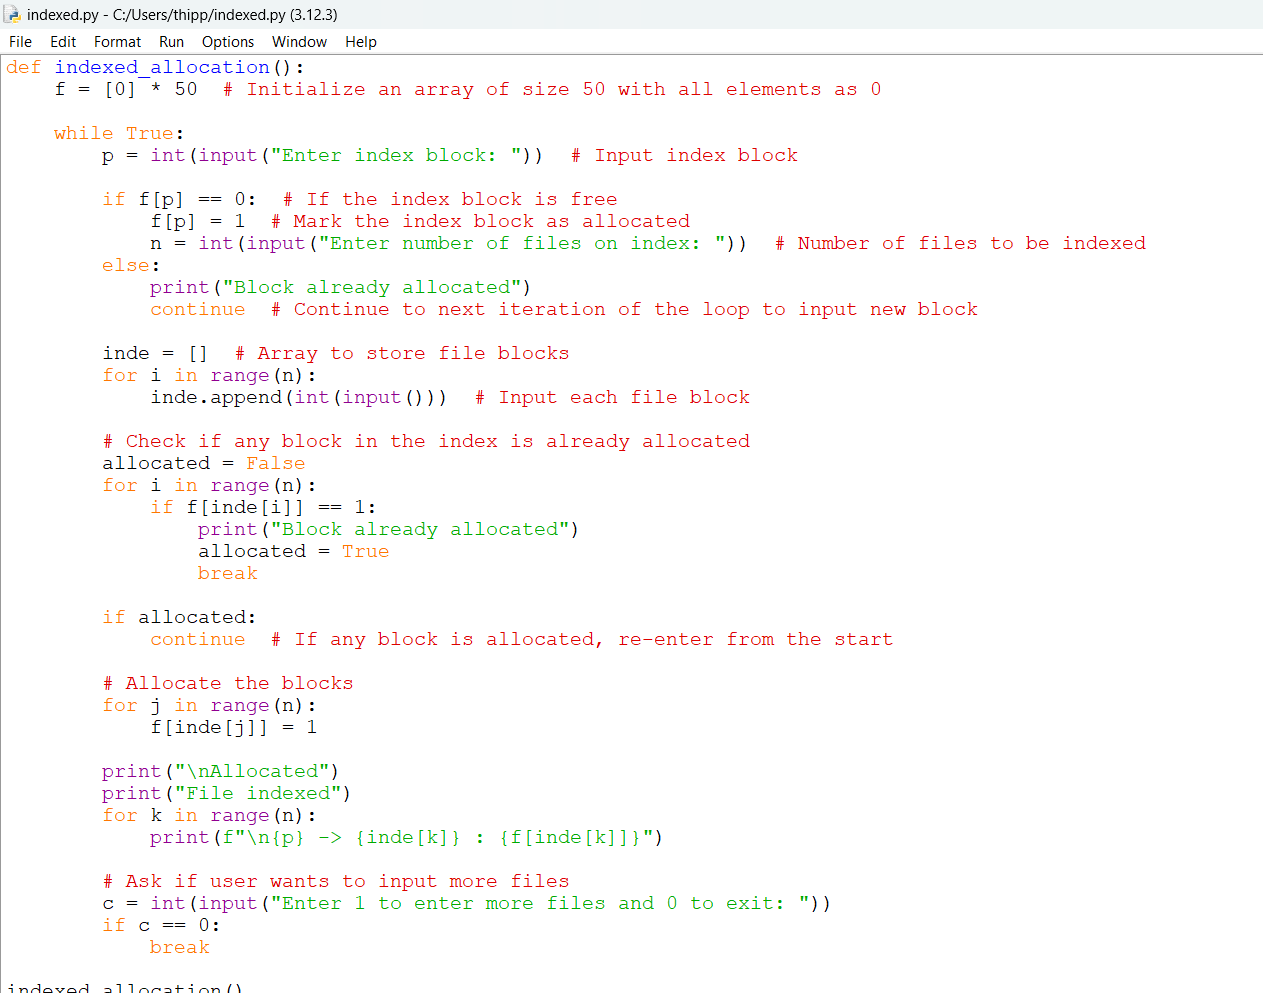 indexed.py - C:/Users/thipp/indexed.py (3.12.3)
File Edit Format Run Options Window Help
def indexed_allocation():
    f = [0] * 50  # Initialize an array of size 50 with all elements as 0

    while True:
        p = int(input("Enter index block: "))  # Input index block

        if f[p] == 0:  # If the index block is free
            f[p] = 1  # Mark the index block as allocated
            n = int(input("Enter number of files on index: "))  # Number of files to be indexed
        else:
            print("Block already allocated")
            continue  # Continue to next iteration of the loop to input new block

        inde = []  # Array to store file blocks
        for i in range(n):
            inde.append(int(input()))  # Input each file block

        # Check if any block in the index is already allocated
        allocated = False
        for i in range(n):
            if f[inde[i]] == 1:
                print("Block already allocated")
                allocated = True
                break

        if allocated:
            continue  # If any block is allocated, re-enter from the start

        # Allocate the blocks
        for j in range(n):
            f[inde[j]] = 1

        print("\nAllocated")
        print("File indexed")
        for k in range(n):
            print(f"\n{p} -> {inde[k]} : {f[inde[k]]}")

        # Ask if user wants to input more files
        c = int(input("Enter 1 to enter more files and 0 to exit: "))
        if c == 0:
            break

indexed_allocation()